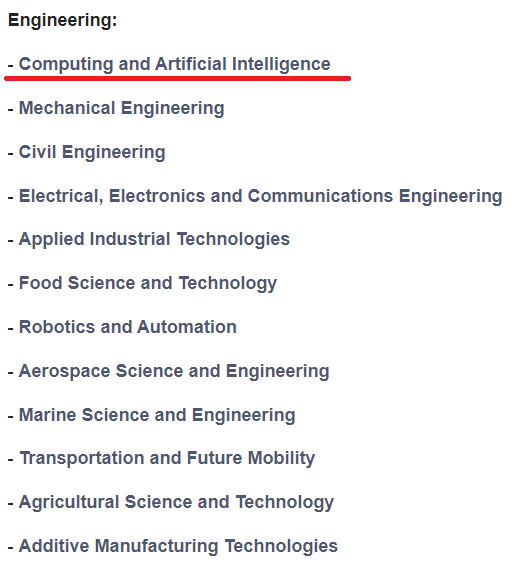 Engineering:
- Computing and Artificial Intelligence
- Mechanical Engineering
- Civil Engineering
- Electrical, Electronics and Communications Engineering
- Applied Industrial Technologies
- Food Science and Technology
- Robotics and Automation
- Aerospace Science and Engineering
- Marine Science and Engineering
- Transportation and Future Mobility
- Agricultural Science and Technology
- Additive Manufacturing Technologies